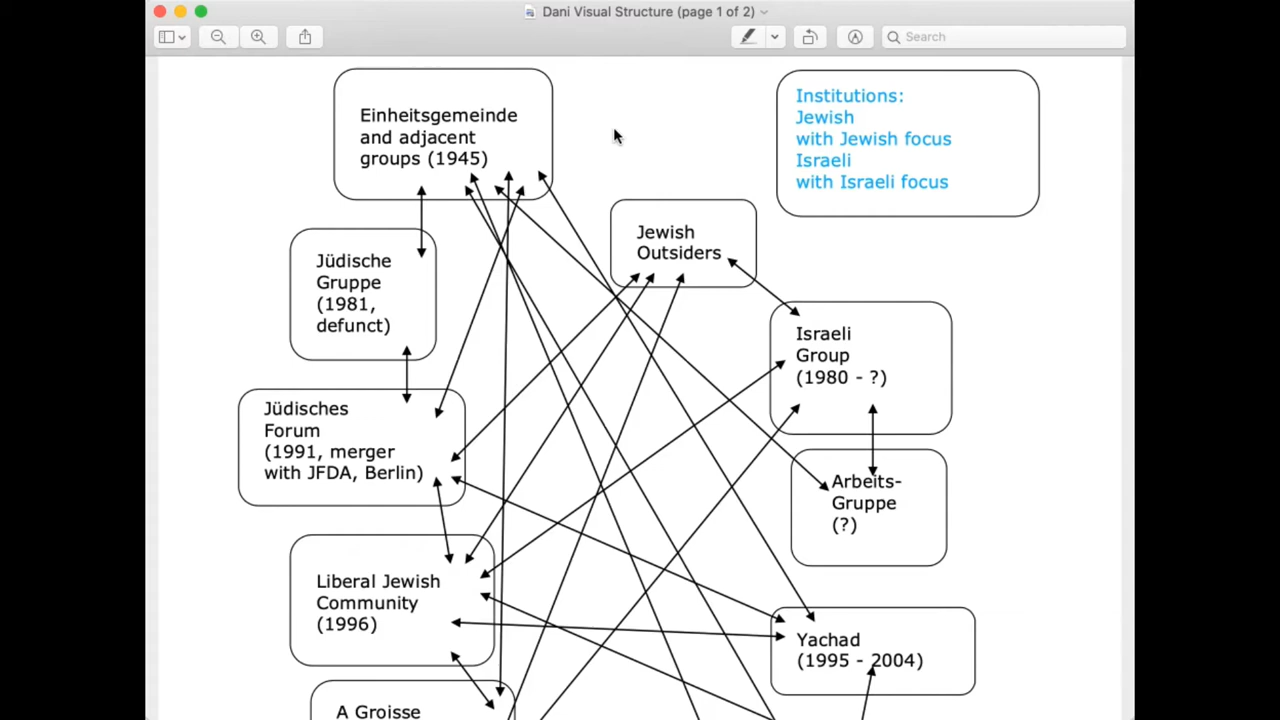 Dani Visual Structure (page 1 of 2)
Search
Einheitsgemeinde
and adjacent
groups (1945)
Institutions:
Jewish
with Jewish focus
Israeli
with Israeli focus
Jewish
Outsiders
Jüdische
Gruppe
(1981,
defunct)
Israeli
Group
(1980 - ?)
Jüdisches
Forum
(1991, merger
with JFDA, Berlin)
Arbeits-
Gruppe
(?)
Liberal Jewish
Community
(1996)
Yachad
(1995 - 2004)
A Groisse